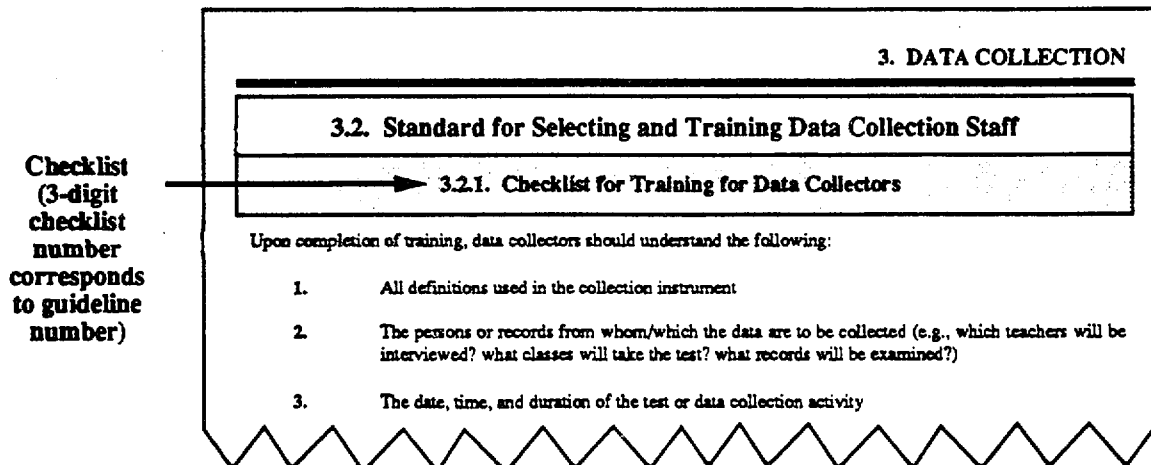 3. DATA COLLECTION
3.2. Standard for Selecting and Training Data Collection Staff
Checklist
(3-digit
checklist
number
corresponds
to guideline
number)
3.2.1. Checklist for Training for Data Collectors
Upon completion of training, data collectors should understand the following:
1. All definitions used in the collection instrument
2. The persons or records from whom/which the data are to be collected (e.g., which teachers will be
interviewed? what classes will take the test? what records will be examined?)
3. The date, time, and duration of the test or data collection activity